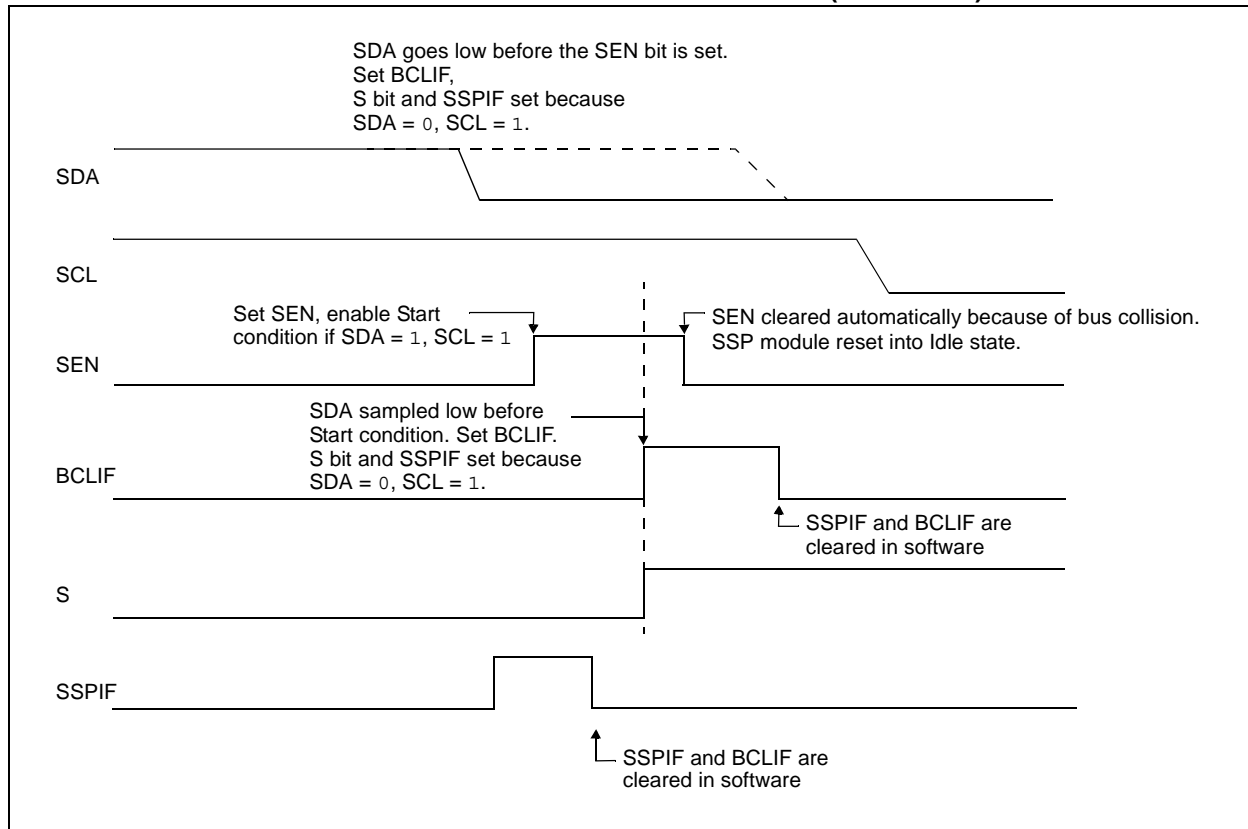 SDA goes low before the SEN bit is set.
Set BCLIF,
S bit and SSPIF set because
SDA = 0, SCL = 1.
SDA
SCL
Set SEN, enable Start
condition if SDA = 1, SCL = 1
SEN cleared automatically because of bus collision.
SSP module reset into Idle state.
SEN
SDA sampled low before
Start condition. Set BCLIF.
S bit and SSPIF set because
SDA = 0, SCL = 1.
BCLIF
SSPIF and BCLIF are
cleared in software
S
SSPIF
SSPIF and BCLIF are
cleared in software